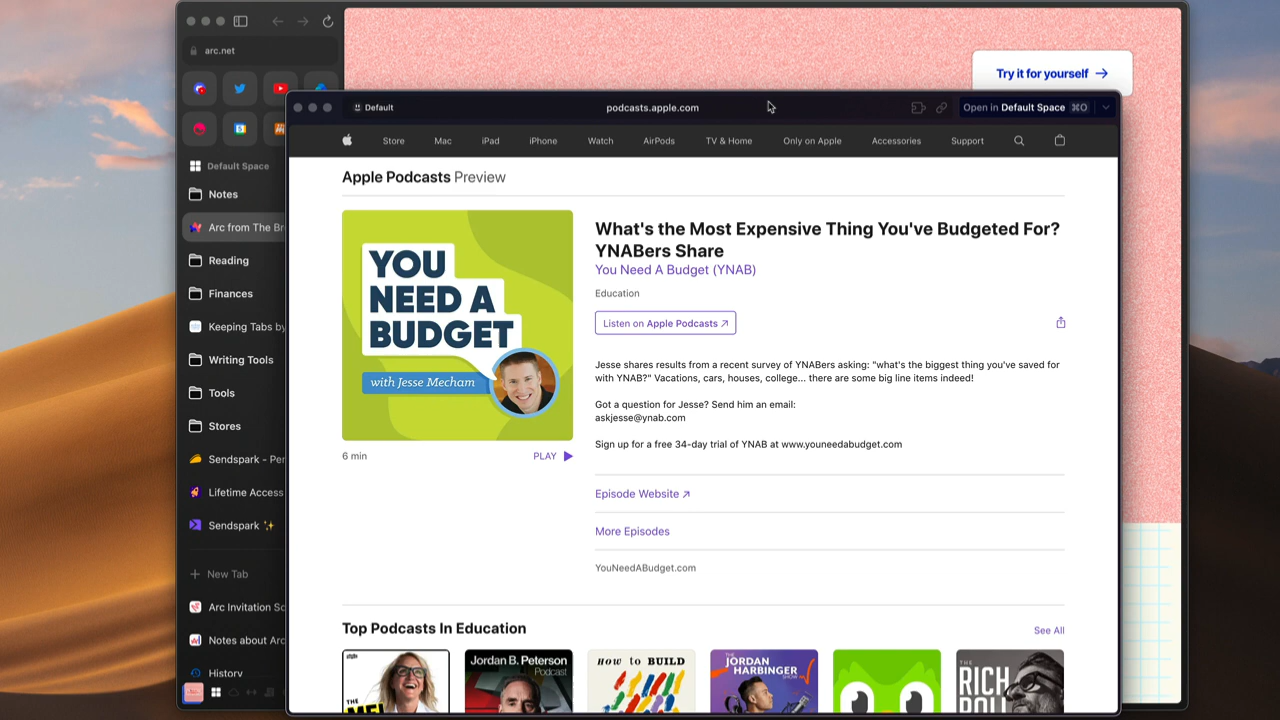 arc.net
Try it for yourself →
Default Space
Notes
Arc from The Br
Reading
Finances
Keeping Tabs by
Writing Tools
Tools
Stores
Sendspark - Per
Lifetime Access
Sendspark ✨
+ New Tab
Arc Invitation Sc
Notes about Arc
History
Default
podcasts.apple.com
Open in Default Space ⌘O
Store Mac iPad iPhone Watch AirPods TV & Home Only on Apple Accessories Support
Apple Podcasts Preview
YOU
NEED A
BUDGET
with Jesse Mecham
6 min PLAY
What's the Most Expensive Thing You've Budgeted For?
YNABers Share
You Need A Budget (YNAB)
Education
Listen on Apple Podcasts ↗
Jesse shares results from a recent survey of YNABers asking: "what's the biggest thing you've saved for
with YNAB?" Vacations, cars, houses, college... there are some big line items indeed!
Got a question for Jesse? Send him an email:
askjesse@ynab.com
Sign up for a free 34-day trial of YNAB at www.youneedabudget.com
Episode Website ↗
More Episodes
YouNeedABudget.com
Top Podcasts In Education
See All
THE
Jordan B. Peterson
Podcast
HOW to BUILD
THE
JORDAN
HARBINGER
SHOW
THE
RICH